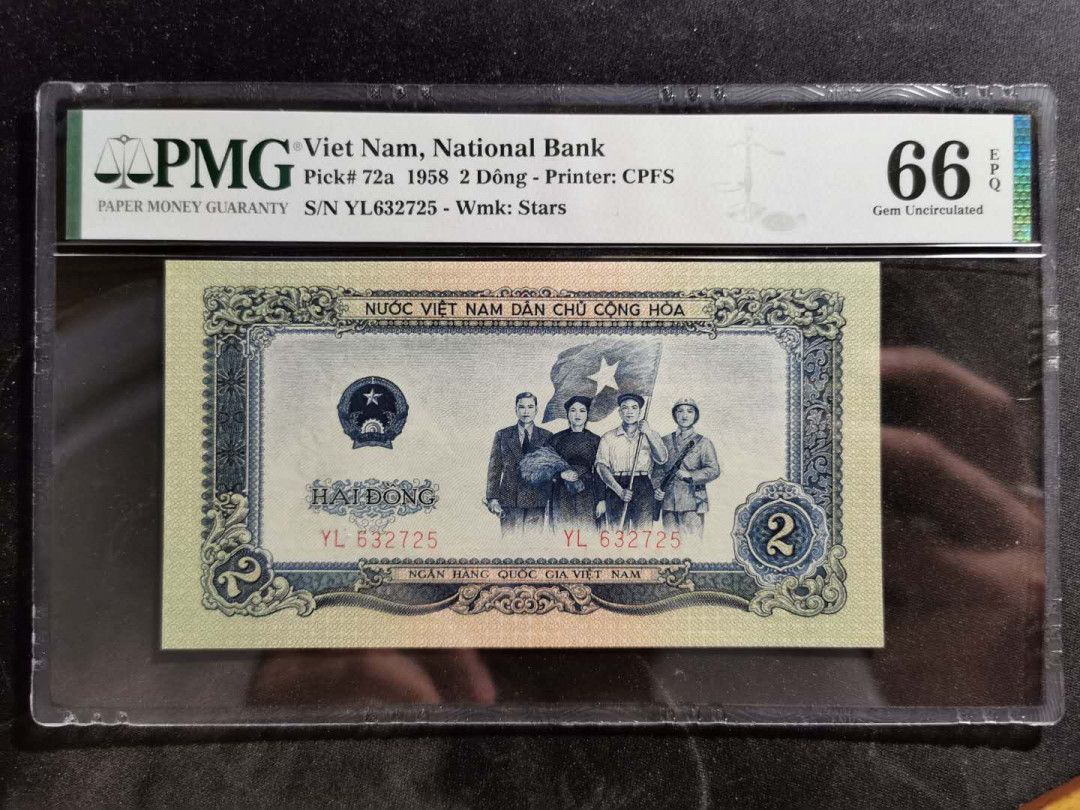 PMG®
PAPER MONEY GUARANTY
Viet Nam, National Bank
Pick# 72a 1958 2 Dông - Printer: CPFS
S/N YL632725 - Wmk: Stars
66
EPQ
Gem Uncirculated
NƯỚC VIỆT NAM DÂN CHỦ CỘNG HÒA
HAI ĐỒNG
YL 632725
YL 632725
2
2
NGÂN HÀNG QUỐC GIA VIỆT NAM